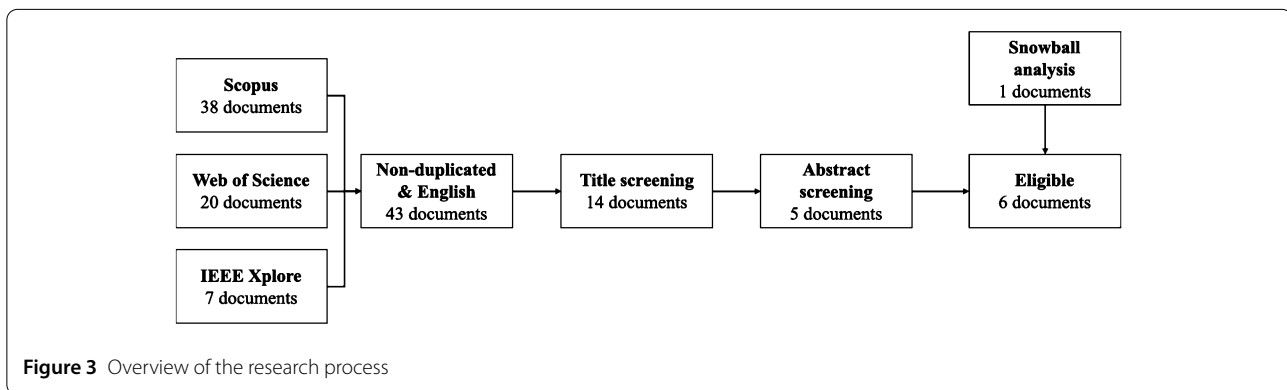 Scopus
38 documents
Web of Science
20 documents
IEEE Xplore
7 documents
Non-duplicated
& English
43 documents
Title screening
14 documents
Abstract
screening
5 documents
Snowball
analysis
1 documents
Eligible
6 documents
Figure 3 Overview of the research process